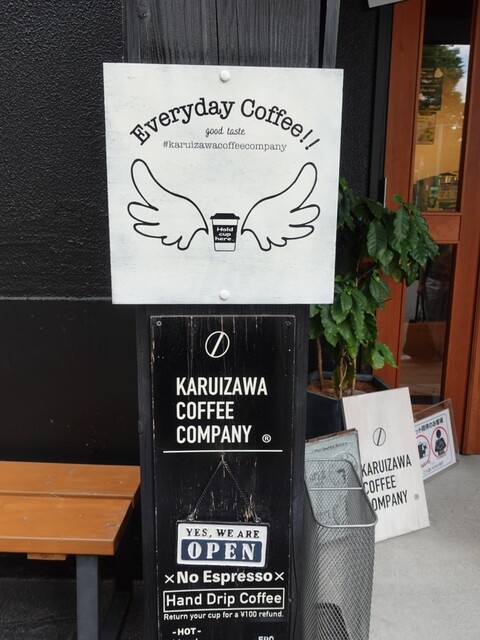 Everyday Coffee!!
good taste
#karuizawacoffeecompany
Hold
cup
here.
KARUIZAWA
COFFEE
COMPANY ®
YES, WE ARE
OPEN
×No Espresso×
Hand Drip Coffee
Return your cup for a ¥100 refund.
-HOT-
KARUIZAWA
COFFEE
COMPANY ®